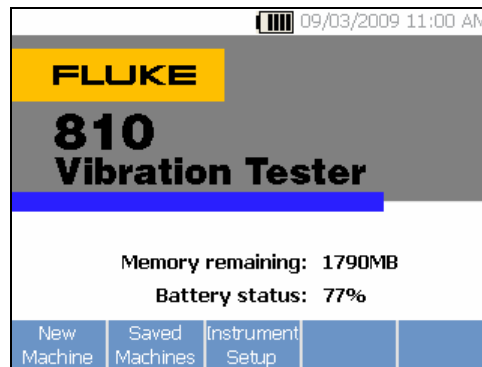 09/03/2009 11:00 AM
FLUKE
810
Vibration Tester
Memory remaining: 1790MB
Battery status: 77%
New Machine
Saved Machines
Instrument Setup